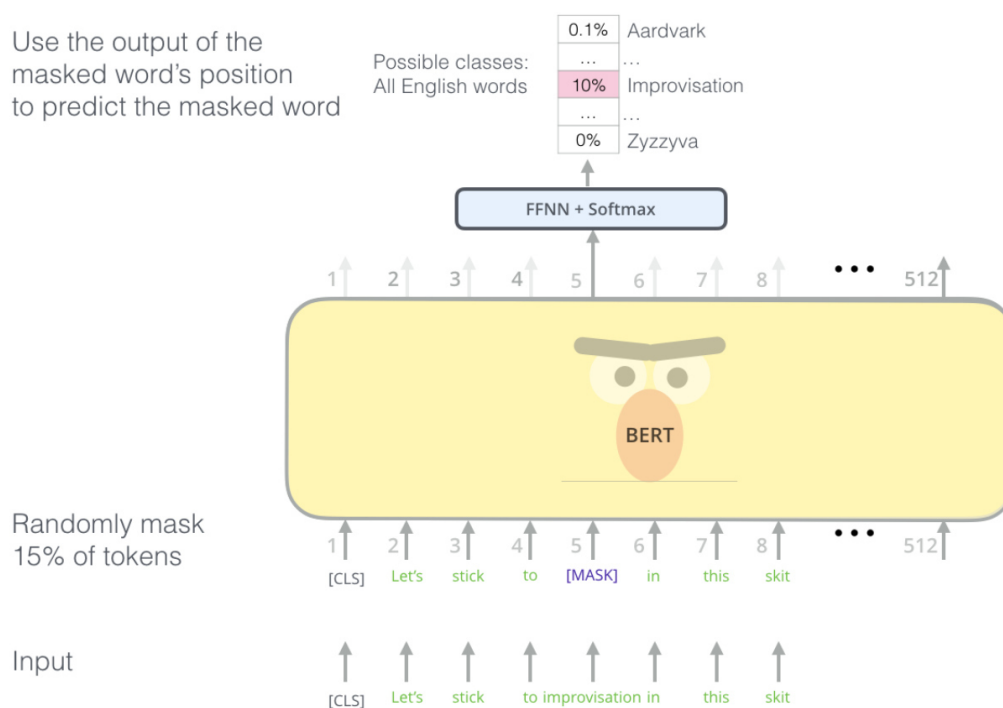 Use the output of the
masked word's position
to predict the masked word
Possible classes:
All English words
0.1% Aardvark
... ...
10% Improvisation
... ...
0% Zyzzyva
FFNN + Softmax
1 2 3 4 5 6 7 8 ... 512
BERT
Randomly mask
15% of tokens
1 2 3 4 5 6 7 8 ... 512
[CLS] Let's stick to [MASK] in this skit
Input
[CLS] Let's stick to improvisation in this skit